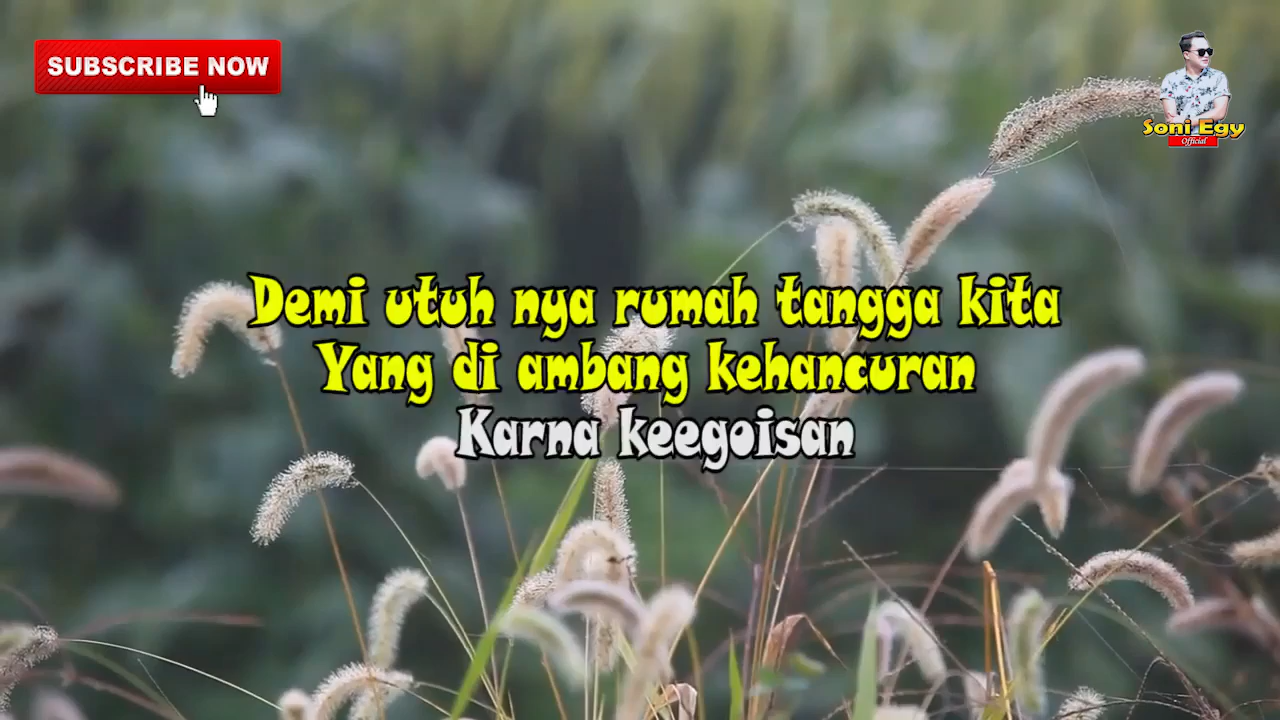 SUBSCRIBE NOW
Soni Egy
Official
Demi utuh nya rumah tangga kita
Yang di ambang kehancuran
Karna keegoisan